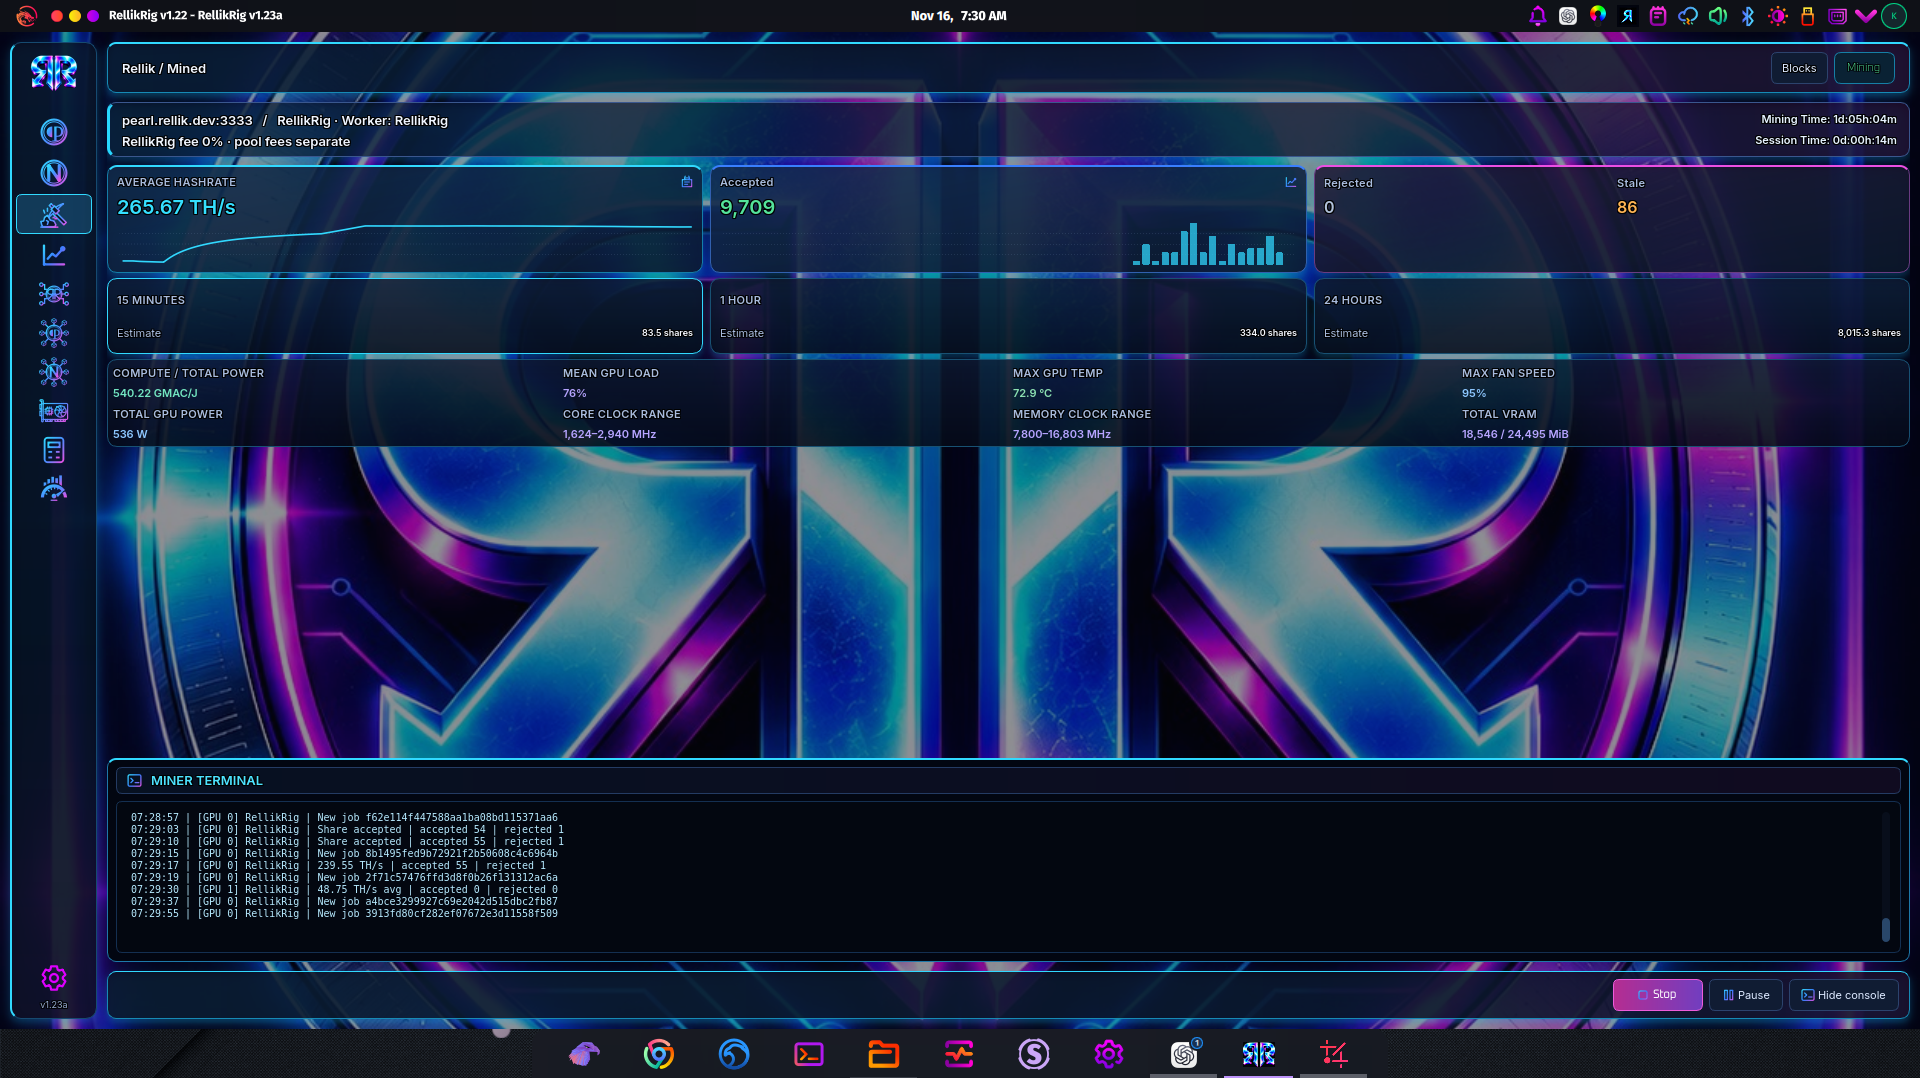 RellikRig v1.22 - RellikRig v1.23a
Nov 16, 7:30 AM
Я
K
Rellik / Mined
Blocks
Mining
pearl.rellik.dev:3333 / RellikRig · Worker: RellikRig
RellikRig fee 0% · pool fees separate
Mining Time: 1d:05h:04m
Session Time: 0d:00h:14m
AVERAGE HASHRATE
265.67 TH/s
Accepted
9,709
Rejected
0
Stale
86
15 MINUTES
Estimate
83.5 shares
1 HOUR
Estimate
334.0 shares
24 HOURS
Estimate
8,015.3 shares
COMPUTE / TOTAL POWER
540.22 GMAC/J
MEAN GPU LOAD
76%
MAX GPU TEMP
72.9 °C
MAX FAN SPEED
95%
TOTAL GPU POWER
536 W
CORE CLOCK RANGE
1,624–2,940 MHz
MEMORY CLOCK RANGE
7,800–16,803 MHz
TOTAL VRAM
18,546 / 24,495 MiB
MINER TERMINAL
07:28:57 | [GPU 0] RellikRig | New job f62e114f447588aa1ba08bd115371aa6
07:29:03 | [GPU 0] RellikRig | Share accepted | accepted 54 | rejected 1
07:29:10 | [GPU 0] RellikRig | Share accepted | accepted 55 | rejected 1
07:29:15 | [GPU 0] RellikRig | New job 8b1495fed9b72921f2b50608c4c6964b
07:29:17 | [GPU 0] RellikRig | 239.55 TH/s | accepted 55 | rejected 1
07:29:19 | [GPU 0] RellikRig | New job 2f71c57476ffd3d8f0b26f131312ac6a
07:29:30 | [GPU 1] RellikRig | 48.75 TH/s avg | accepted 0 | rejected 0
07:29:37 | [GPU 0] RellikRig | New job a4bce3299927c69e2042d515dbc2fb87
07:29:55 | [GPU 0] RellikRig | New job 3913fd80cf282ef07672e3d11558f509
v1.23a
Stop
Pause
Hide console
1